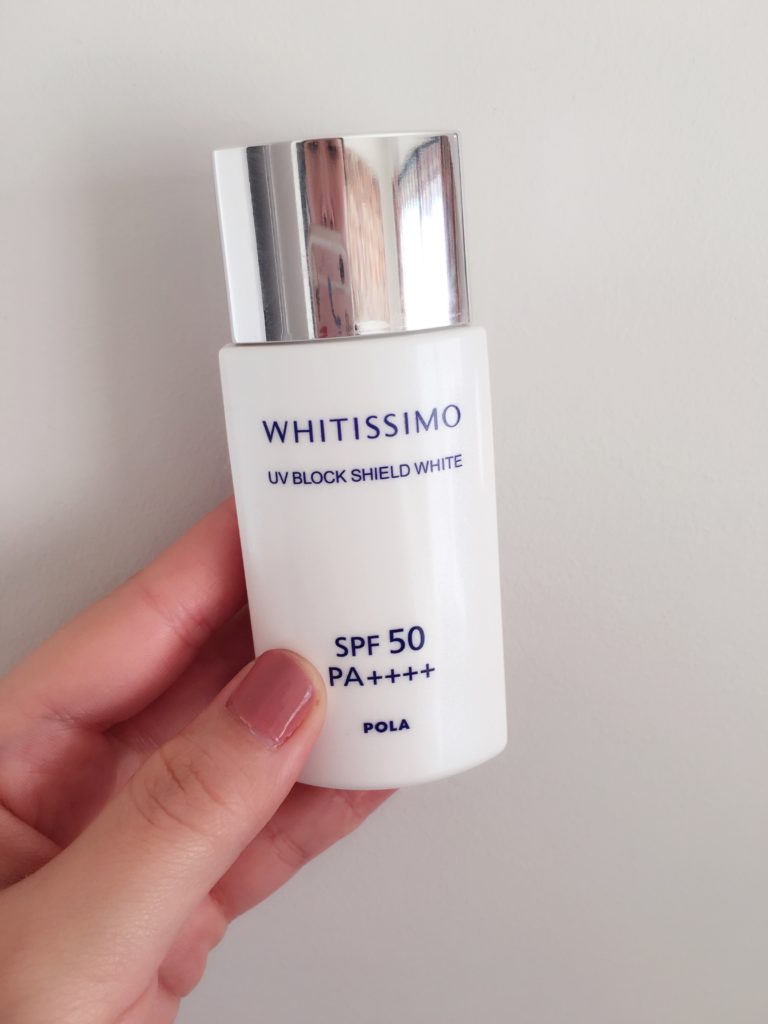 WHITISSIMO
UV BLOCK SHIELD WHITE
SPF 50
PA++++
POLA